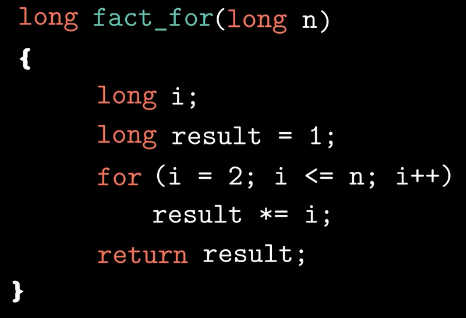 long fact_for(long n)
{
long i;
long result = 1;
for (i = 2; i <= n; i++)
result *= i;
return result;
}